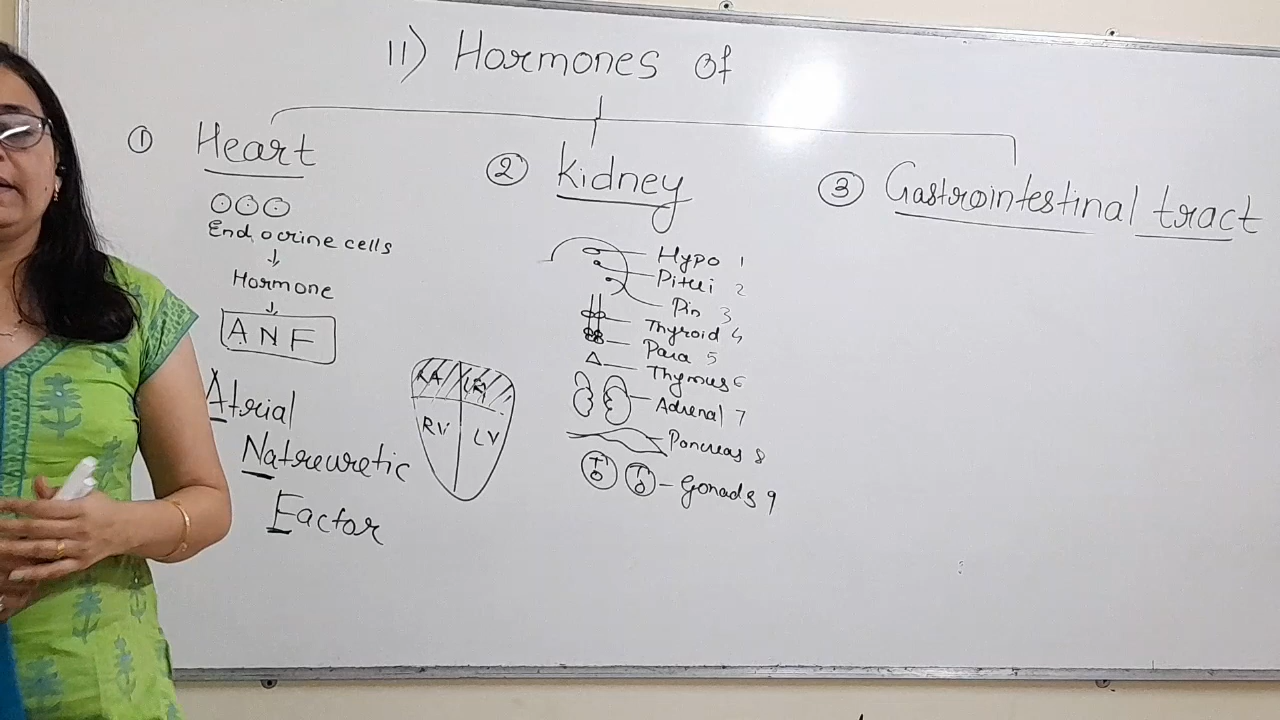 11) Hormones of
① Heart
Endocrine cells
↓
Hormone
↓
ANF
Atrial
Natreuretic
Factor
RA LA
RV LV
② Kidney
Hypo 1
Pitui 2
Pin 3
Thyroid 4
Para 5
Thymus 6
Adrenal 7
Pancreas 8
T T
O O - Gonads 9
③ Gastrointestinal tract